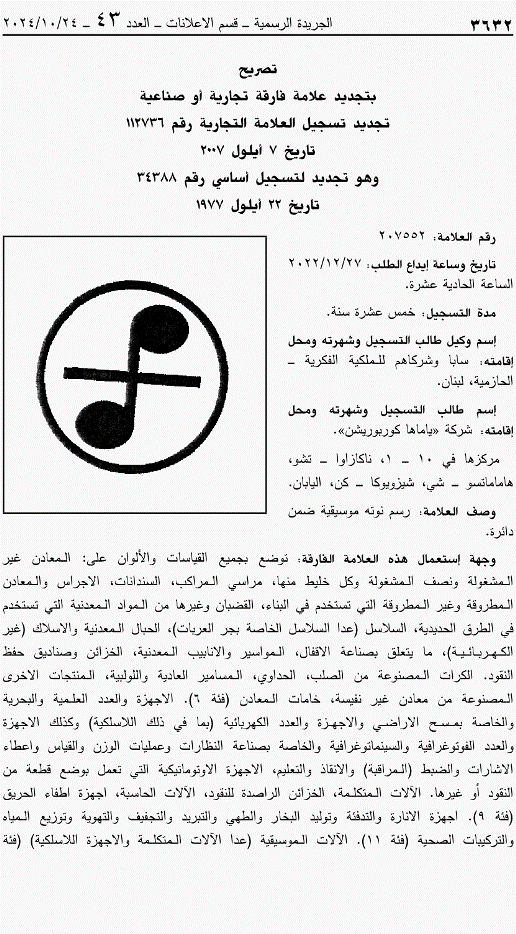 ٣٦٣٢ الجريدة الرسمية ــ قسم الاعلانات ــ العدد ٤٣ ــ ٢٠٢٤/١٠/٢٤
تصريح
بتجديد علامة فارقة تجارية أو صناعية
تجديد تسجيل العلامة التجارية رقم ١١٢٧٣٦
تاريخ ٧ أيلول ٢٠٠٧
وهو تجديد لتسجيل أساسي رقم ٣٤٣٨٨
تاريخ ٢٢ أيلول ١٩٧٧
رقم العلامة: ٢٠٧٥٥٢
تاريخ وساعة إيداع الطلب: ٢٠٢٢/١٢/٢٧
الساعة الحادية عشرة.
مدة التسجيل: خمس عشرة سنة.
إسم وكيل طالب التسجيل وشهرته ومحل
إقامته: سابا وشركاهم للملكية الفكرية ــ
الحازمية، لبنان.
إسم طالب التسجيل وشهرته ومحل
إقامته: شركة «ياماها كوربوريشن».
مركزها في ١٠ ــ ١، ناكازاوا ــ تشو،
هاماماتسو ــ شي، شيزويوكا ــ كن، اليابان.
وصف العلامة: رسم نوته موسيقية ضمن
دائرة.
وجهة إستعمال هذه العلامة الفارقة: توضع بجميع القياسات والألوان على: المعادن غير
المشغولة ونصف المشغولة وكل خليط منها، مراسي المراكب، السندانات، الاجراس والمعادن
المطروقة وغير المطروقة التي تستخدم في البناء، القضبان وغيرها من المواد المعدنية التي تستخدم
في الطرق الحديدية، السلاسل (عدا السلاسل الخاصة بجر العربات)، الحبال المعدنية والاسلاك (غير
الكهربائية)، ما يتعلق بصناعة الاقفال، المواسير والانابيب المعدنية، الخزائن وصناديق حفظ
النقود. الكرات المصنوعة من الصلب، الحداوي، المسامير العادية واللولبية، المنتجات الاخرى
المصنوعة من معادن غير نفيسة، خامات المعادن (فئة ٦). الاجهزة والعدد العلمية والبحرية
والخاصة بمسح الاراضي والاجهزة والعدد الكهربائية (بما في ذلك اللاسلكية) وكذلك الاجهزة
والعدد الفوتوغرافية والسينماتوغرافية والخاصة بصناعة النظارات وعمليات الوزن والقياس واعطاء
الاشارات والضبط (المراقبة) والانقاذ والتعليم، الاجهزة الاوتوماتيكية التي تعمل بوضع قطعة من
النقود أو غيرها. الآلات المتكلمة، الخزائن الراصدة للنقود، الآلات الحاسبة، اجهزة اطفاء الحريق
(فئة ٩). اجهزة الانارة والتدفئة وتوليد البخار والطهي والتبريد والتجفيف والتهوية وتوزيع المياه
والتركيبات الصحية (فئة ١١). الآلات الموسيقية (عدا الآلات المتكلمة والاجهزة اللاسلكية) (فئة